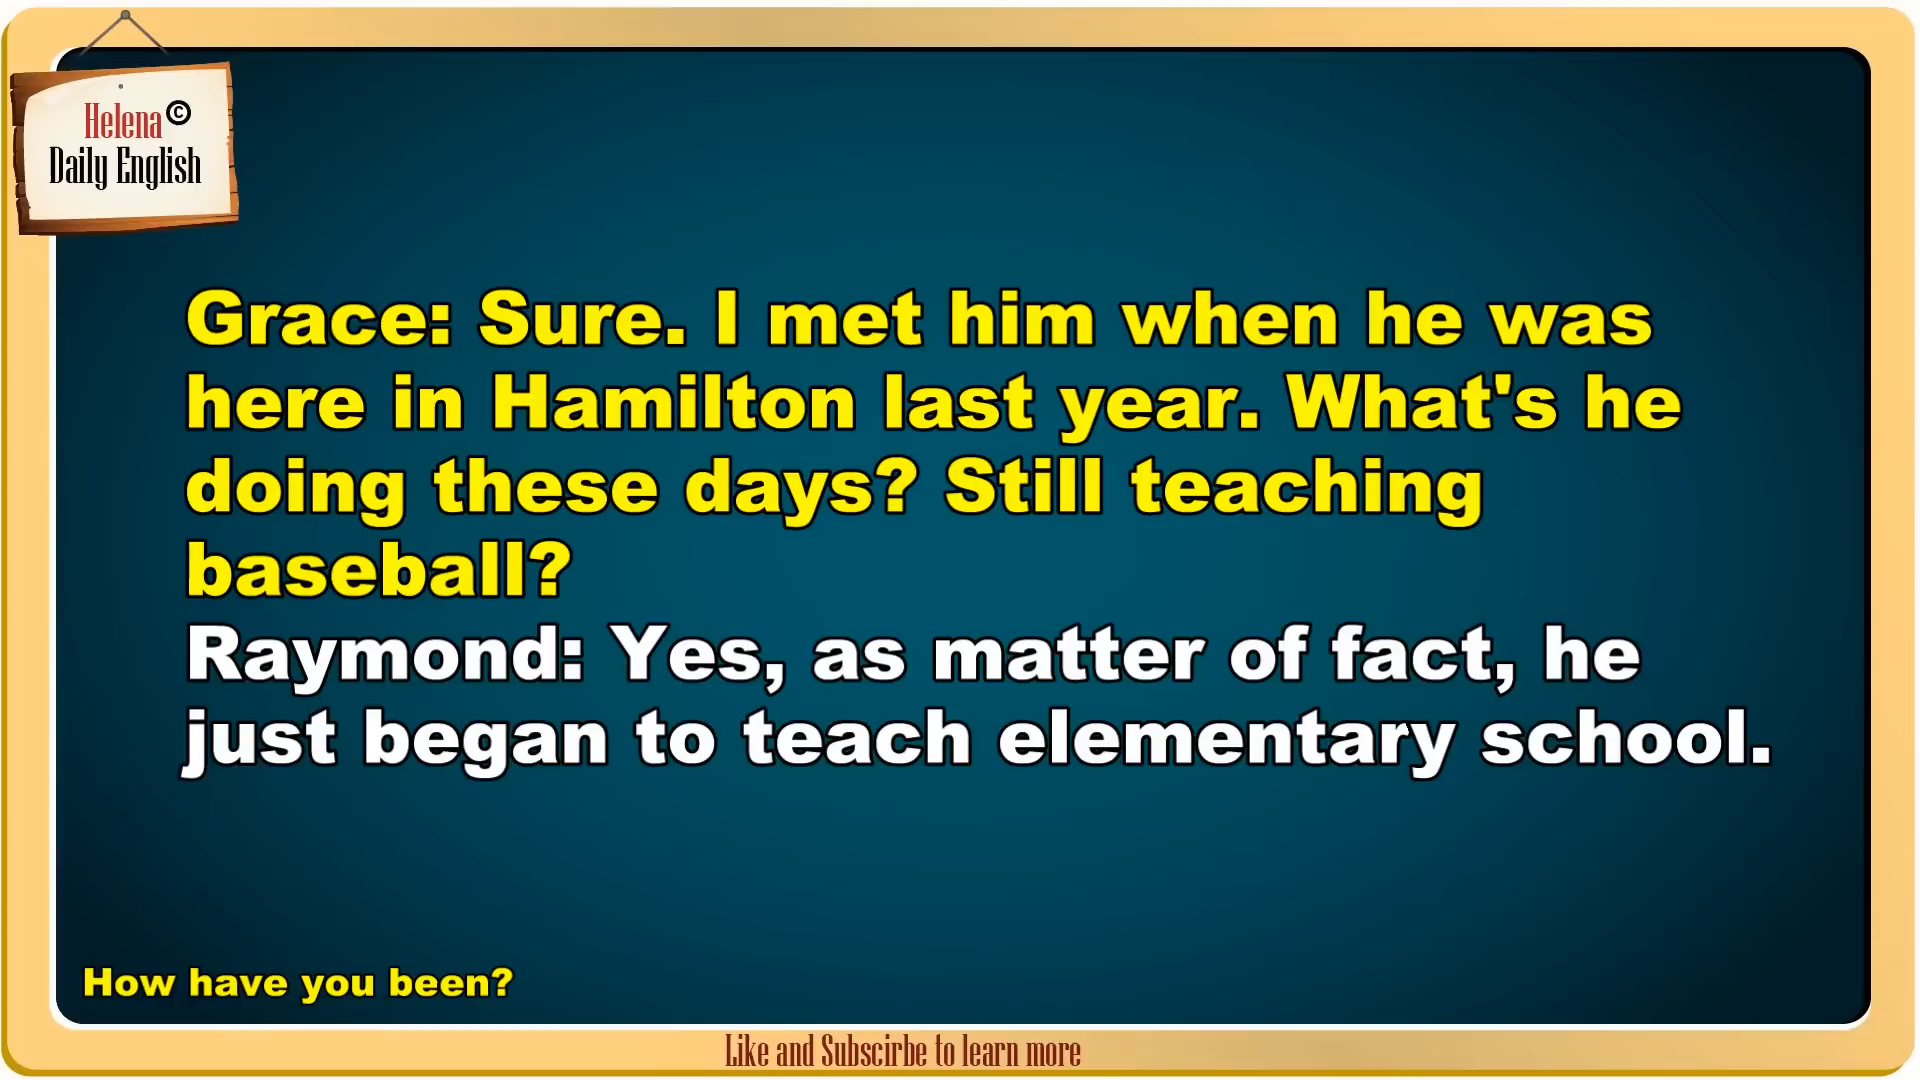 Helena©
Daily English
Grace: Sure. I met him when he was
here in Hamilton last year. What's he
doing these days? Still teaching
baseball?
Raymond: Yes, as matter of fact, he
just began to teach elementary school.
How have you been?
Like and Subscirbe to learn more